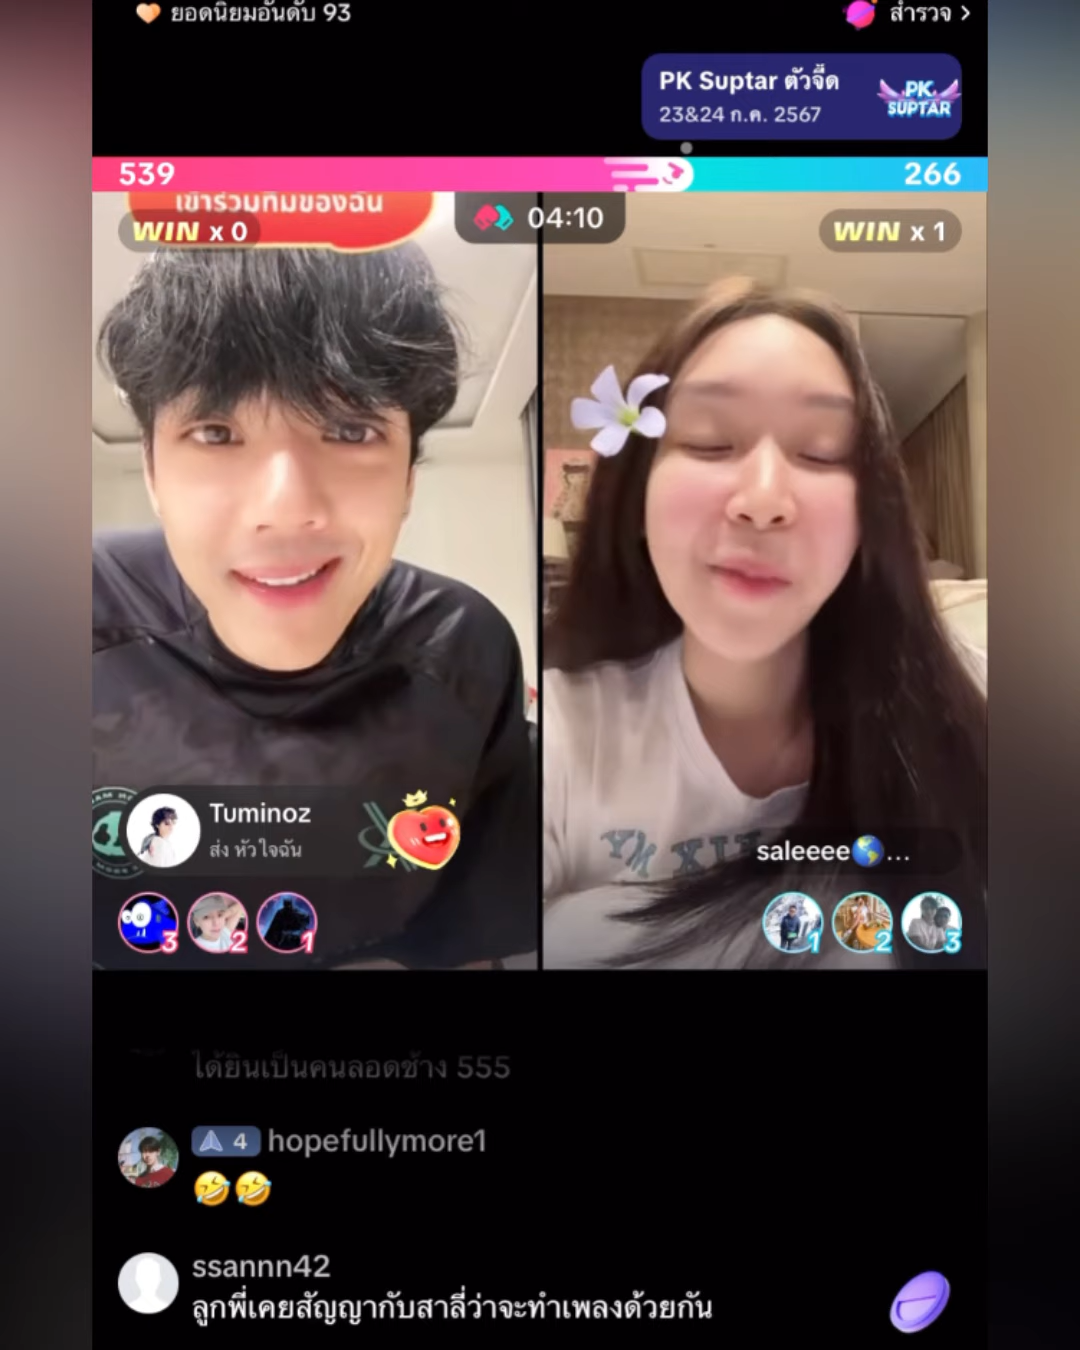 ยอดนิยมอันดับ 93
สำรวจ >
PK Suptar ตัวจี๊ด
23&24 ก.ค. 2567
PK
SUPTAR
539
266
เข้าร่วมทีมของฉัน
WIN x 0
04:10
WIN x 1
Tuminoz
ส่ง หัวใจฉัน
saleeee🌎...
3 2 1
1 2 3
ได้ยินเป็นคนลอดช้าง 555
4 hopefullymore1
🤣🤣
ssannn42
ลูกพี่เคยสัญญากับสาลี่ว่าจะทำเพลงด้วยกัน